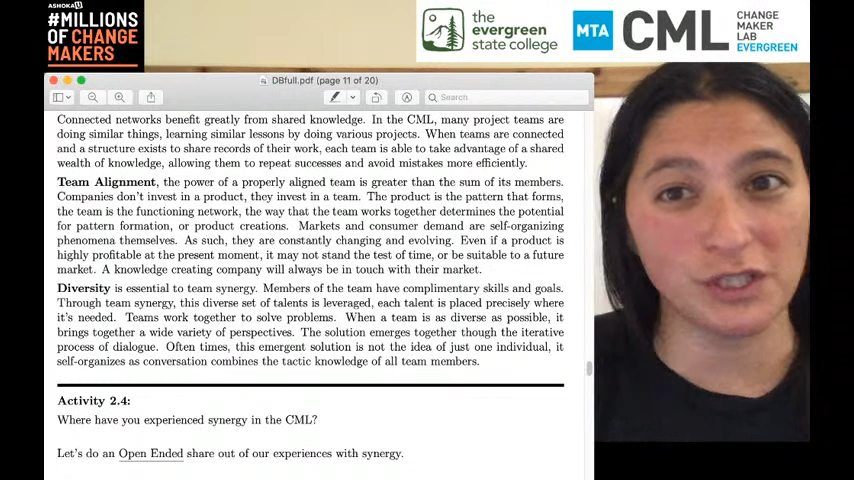 ASHOKA U
#MILLIONS
OF CHANGE
MAKERS
the
evergreen
state college
MTA
CML
CHANGE
MAKER
LAB
EVERGREEN
DBfull.pdf (page 11 of 20)
Search
Connected networks benefit greatly from shared knowledge. In the CML, many project teams are
doing similar things, learning similar lessons by doing various projects. When teams are connected
and a structure exists to share records of their work, each team is able to take advantage of a shared
wealth of knowledge, allowing them to repeat successes and avoid mistakes more efficiently.
Team Alignment, the power of a properly aligned team is greater than the sum of its members.
Companies don't invest in a product, they invest in a team. The product is the pattern that forms,
the team is the functioning network, the way that the team works together determines the potential
for pattern formation, or product creations. Markets and consumer demand are self-organizing
phenomena themselves. As such, they are constantly changing and evolving. Even if a product is
highly profitable at the present moment, it may not stand the test of time, or be suitable to a future
market. A knowledge creating company will always be in touch with their market.
Diversity is essential to team synergy. Members of the team have complimentary skills and goals.
Through team synergy, this diverse set of talents is leveraged, each talent is placed precisely where
it's needed. Teams work together to solve problems. When a team is as diverse as possible, it
brings together a wide variety of perspectives. The solution emerges together though the iterative
process of dialogue. Often times, this emergent solution is not the idea of just one individual, it
self-organizes as conversation combines the tactic knowledge of all team members.
Activity 2.4:
Where have you experienced synergy in the CML?
Let's do an Open Ended share out of our experiences with synergy.